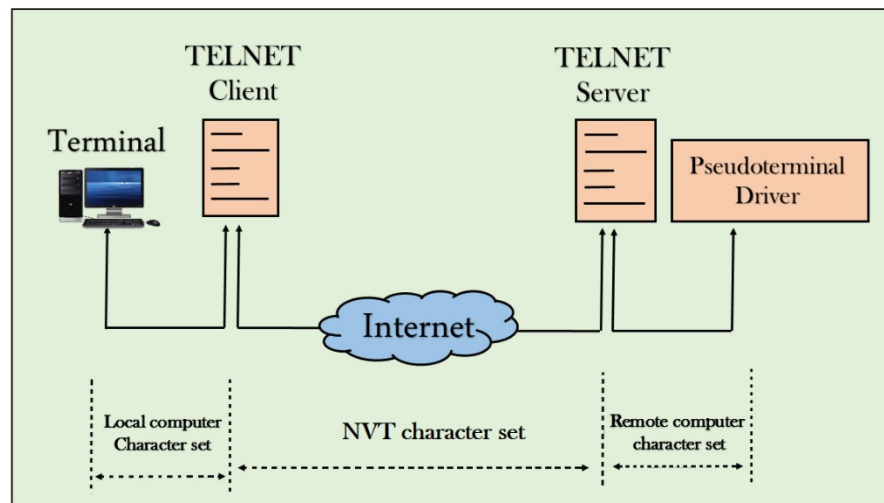 TELNET
Client
TELNET
Server
Terminal
Pseudoterminal
Driver
Internet
Local computer
Character set
NVT character set
Remote computer
character set